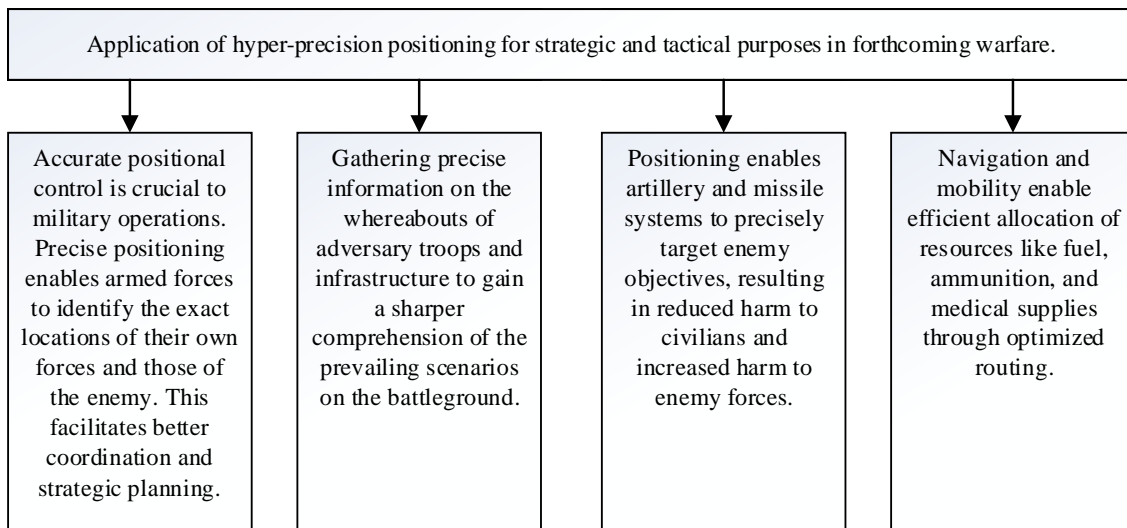 Application of hyper-precision positioning for strategic and tactical purposes in forthcoming warfare.
Accurate positional
control is crucial to
military operations.
Precise positioning
enables armed forces
to identify the exact
locations of their own
forces and those of
the enemy. This
facilitates better
coordination and
strategic planning.
Gathering precise
information on the
whereabouts of
adversary troops and
infrastructure to gain
a sharper
comprehension of the
prevailing scenarios
on the battleground.
Positioning enables
artillery and missile
systems to precisely
target enemy
objectives, resulting
in reduced harm to
civilians and
increased harm to
enemy forces.
Navigation and
mobility enable
efficient allocation of
resources like fuel,
ammunition, and
medical supplies
through optimized
routing.